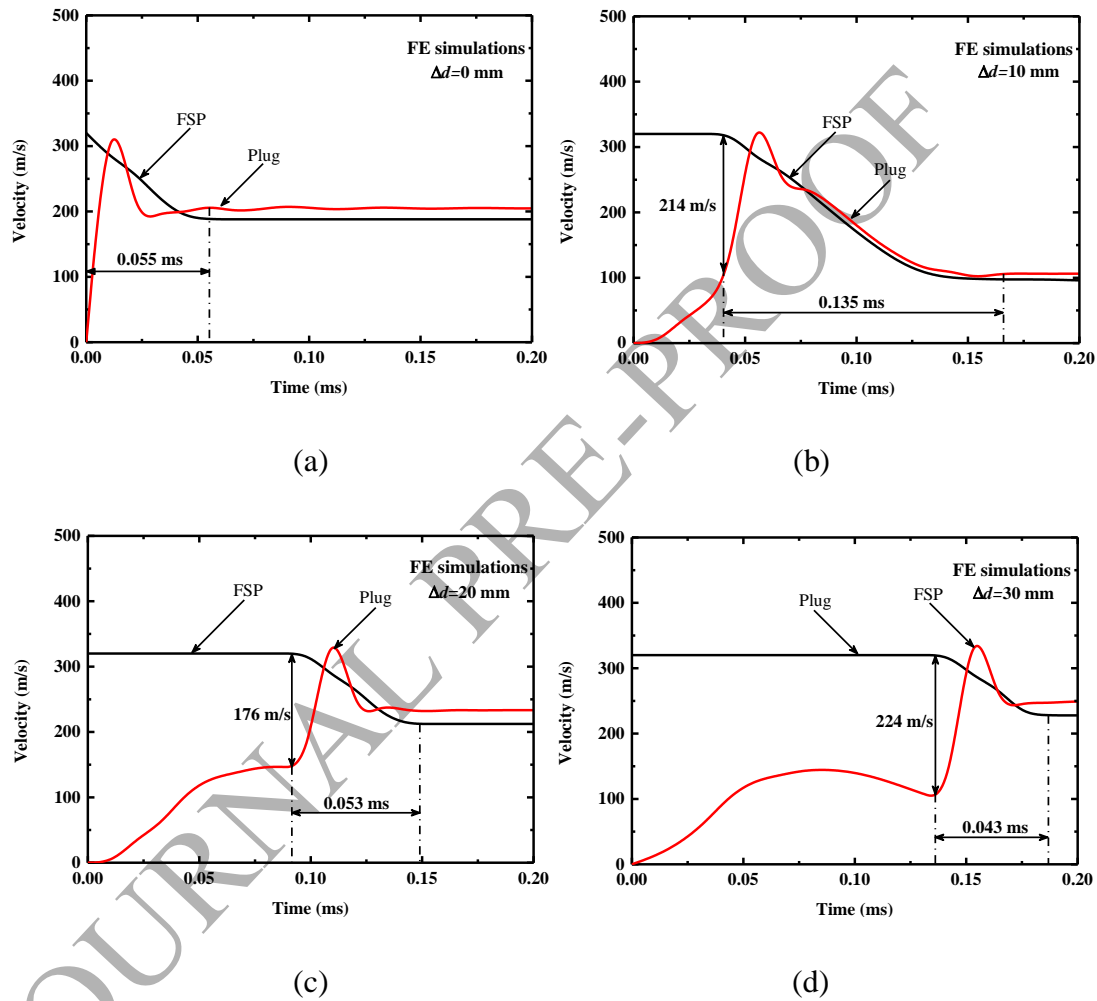 500
400
300
200
100
0
Velocity (m/s)
FE simulations
Δd=0 mm
FSP
Plug
0.055 ms
0.00 0.05 0.10 0.15 0.20
Time (ms)
(a)
500
400
300
200
100
0
Velocity (m/s)
FE simulations
Δd=10 mm
FSP
Plug
214 m/s
0.135 ms
0.00 0.05 0.10 0.15 0.20
Time (ms)
(b)
500
400
300
200
100
0
Velocity (m/s)
FE simulations
Δd=20 mm
FSP
Plug
176 m/s
0.053 ms
0.00 0.05 0.10 0.15 0.20
Time (ms)
(c)
500
400
300
200
100
0
Velocity (m/s)
FE simulations
Δd=30 mm
Plug
FSP
224 m/s
0.043 ms
0.00 0.05 0.10 0.15 0.20
Time (ms)
(d)
OURNAL PRE-PROOF